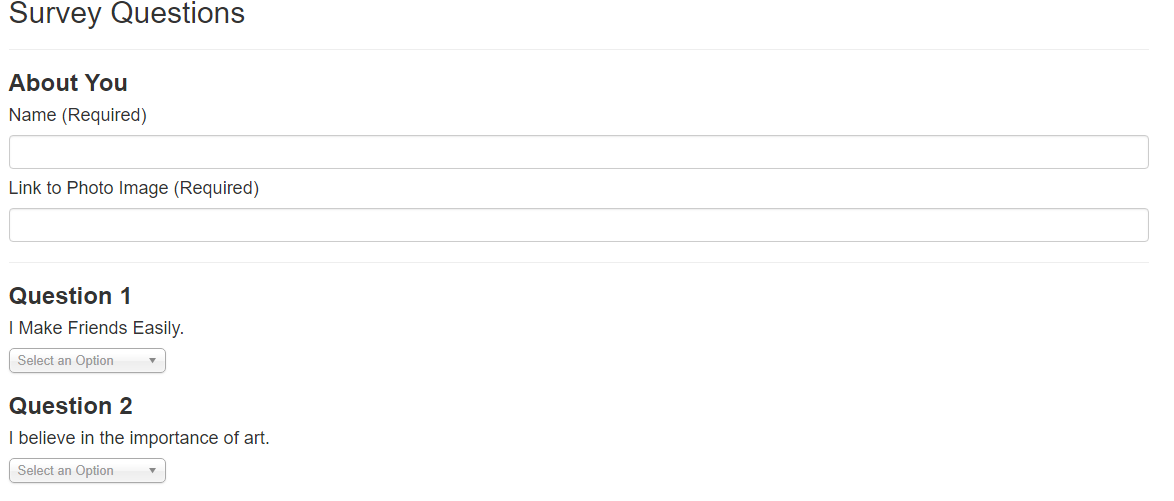 Survey Questions
About You
Name (Required)
Link to Photo Image (Required)
Question 1
I Make Friends Easily.
Select an Option
Question 2
I believe in the importance of art.
Select an Option